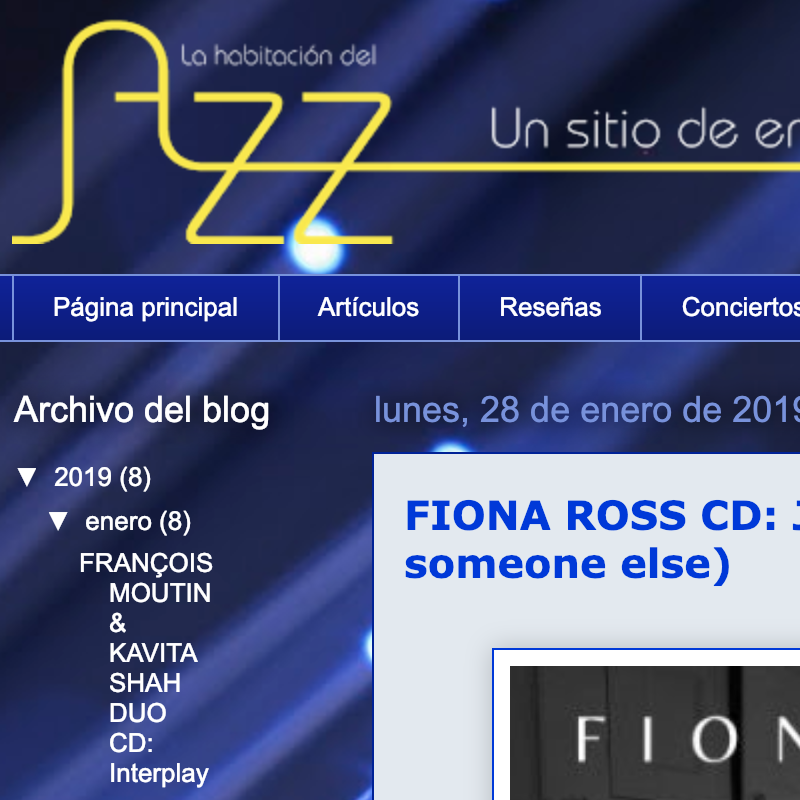 La habitación del
JAZZ
Un sitio de
Página principal
Artículos
Reseñas
Conciertos
Archivo del blog
▼ 2019 (8)
▼ enero (8)
FRANÇOIS
MOUTIN
&
KAVITA
SHAH
DUO
CD:
Interplay
lunes, 28 de enero de 2019
FIONA ROSS CD:
someone else)
FION